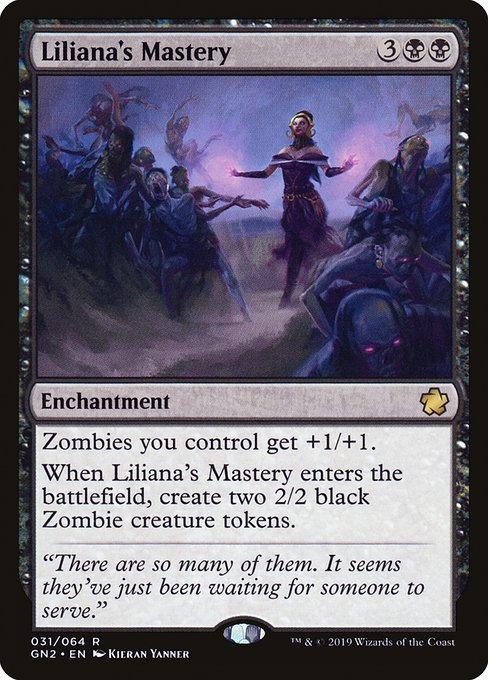 Liliana's Mastery 3
Enchantment
Zombies you control get +1/+1.
When Liliana's Mastery enters the
battlefield, create two 2/2 black
Zombie creature tokens.
“There are so many of them. It seems
they've just been waiting for someone to
serve.”
031/064 R
GN2 • EN Kieran Yanner
™ & © 2019 Wizards of the Coast